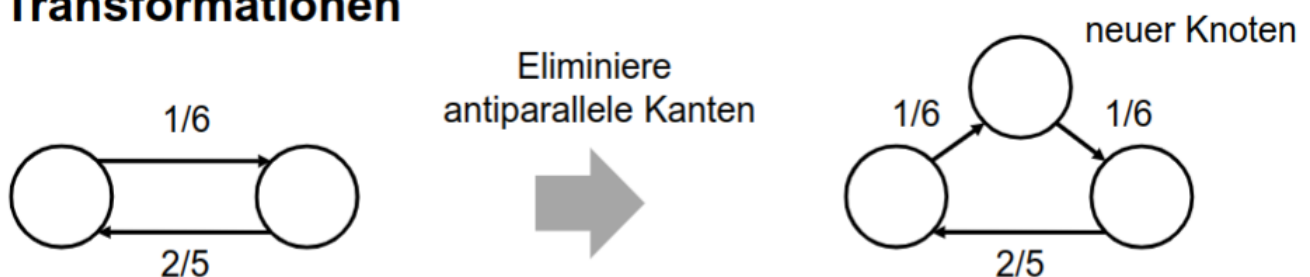 Transformationen
neuer Knoten
Eliminiere
antiparallele Kanten
1/6
2/5
1/6
1/6
2/5